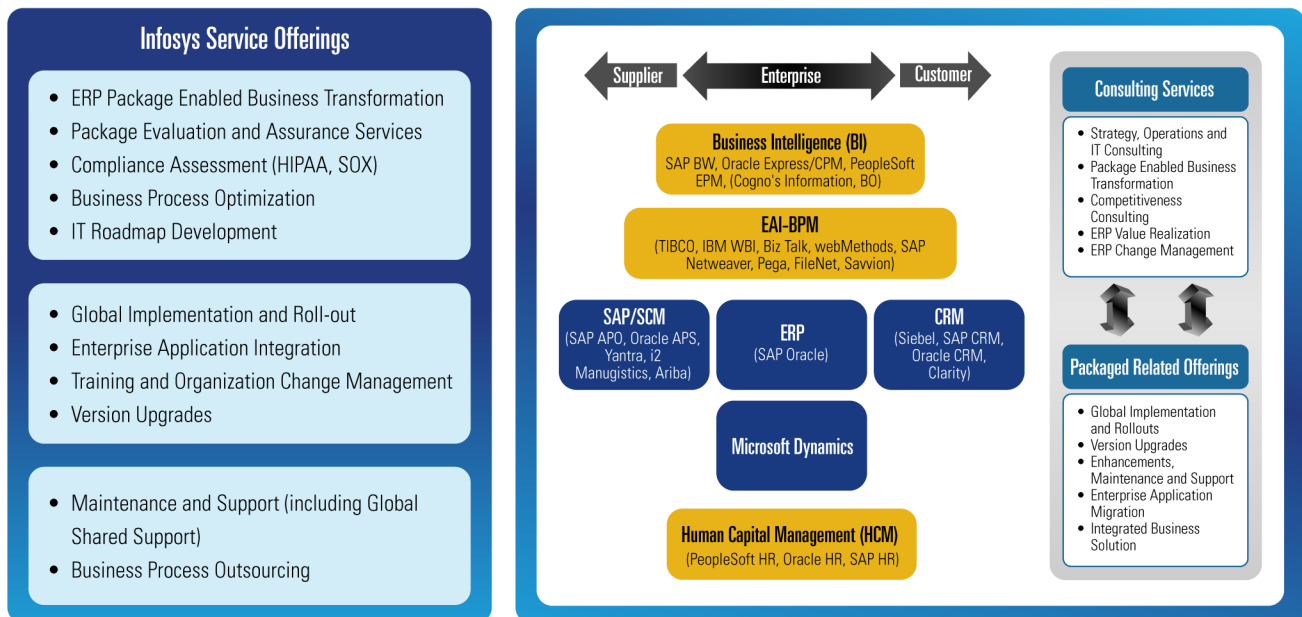 Infosys Service Offerings
• ERP Package Enabled Business Transformation
• Package Evaluation and Assurance Services
• Compliance Assessment (HIPAA, SOX)
• Business Process Optimization
• IT Roadmap Development
• Global Implementation and Roll-out
• Enterprise Application Integration
• Training and Organization Change Management
• Version Upgrades
• Maintenance and Support (including Global
Shared Support)
• Business Process Outsourcing
Supplier
Enterprise
Customer
Business Intelligence (BI)
SAP BW, Oracle Express/CPM, PeopleSoft
EPM, (Cogno's Information, BO)
EAI-BPM
(TIBCO, IBM WBI, Biz Talk, webMethods, SAP
Netweaver, Pega, FileNet, Savvion)
SAP/SCM
(SAP APO, Oracle APS,
Yantra, i2
Manugistics, Ariba)
ERP
(SAP Oracle)
CRM
(Siebel, SAP CRM,
Oracle CRM,
Clarity)
Microsoft Dynamics
Human Capital Management (HCM)
(PeopleSoft HR, Oracle HR, SAP HR)
Consulting Services
• Strategy, Operations and
IT Consulting
• Package Enabled Business
Transformation
• Competitiveness
Consulting
• ERP Value Realization
• ERP Change Management
Packaged Related Offerings
• Global Implementation
and Rollouts
• Version Upgrades
• Enhancements,
Maintenance and Support
• Enterprise Application
Migration
• Integrated Business
Solution